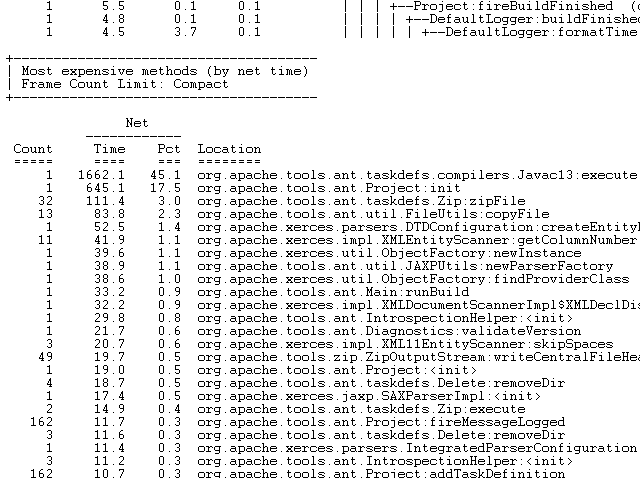 1 5.5 0.1 0.1 | | | +--Project:fireBuildFinished (c
1 4.8 0.1 0.1 | | | | +--DefaultLogger:buildFinished
1 4.5 3.7 0.1 | | | | +--DefaultLogger:formatTime
+--------------------------------------
| Most expensive methods (by net time)
| Frame Count Limit: Compact
+--------------------------------------
Net
------------
Count Time Pct Location
===== ==== === ========
1 1662.1 45.1 org.apache.tools.ant.taskdefs.compilers.Javac13:execute
1 645.1 17.5 org.apache.tools.ant.Project:init
32 111.4 3.0 org.apache.tools.ant.taskdefs.Zip:zipFile
13 83.8 2.3 org.apache.tools.ant.util.FileUtils:copyFile
1 52.5 1.4 org.apache.xerces.parsers.DTDConfiguration:createEntity
11 41.9 1.1 org.apache.xerces.impl.XMLEntityScanner:getColumnNumber
1 39.6 1.1 org.apache.xerces.util.ObjectFactory:newInstance
1 38.9 1.1 org.apache.tools.ant.util.JAXPUtils:newParserFactory
1 38.6 1.0 org.apache.xerces.util.ObjectFactory:findProviderClass
1 33.2 0.9 org.apache.tools.ant.Main:runBuild
1 32.2 0.9 org.apache.xerces.impl.XMLDocumentScannerImpl$XMLDeclDis
1 29.8 0.8 org.apache.tools.ant.IntrospectionHelper:<init>
1 21.7 0.6 org.apache.tools.ant.Diagnostics:validateVersion
3 20.7 0.6 org.apache.xerces.impl.XML11EntityScanner:skipSpaces
49 19.7 0.5 org.apache.tools.zip.ZipOutputStream:writeCentralFileHea
1 19.0 0.5 org.apache.tools.ant.Project:<init>
4 18.7 0.5 org.apache.tools.ant.taskdefs.Delete:removeDir
1 17.4 0.5 org.apache.xerces.jaxp.SAXParserImpl:<init>
2 14.9 0.4 org.apache.tools.ant.taskdefs.Zip:execute
162 11.7 0.3 org.apache.tools.ant.Project:fireMessageLogged
3 11.6 0.3 org.apache.tools.ant.taskdefs.Delete:removeDir
1 11.4 0.3 org.apache.xerces.parsers.IntegratedParserConfiguration
3 11.2 0.3 org.apache.tools.ant.IntrospectionHelper:<init>
162 10.7 0.3 org.apache.tools.ant.Project:addTaskDefinition